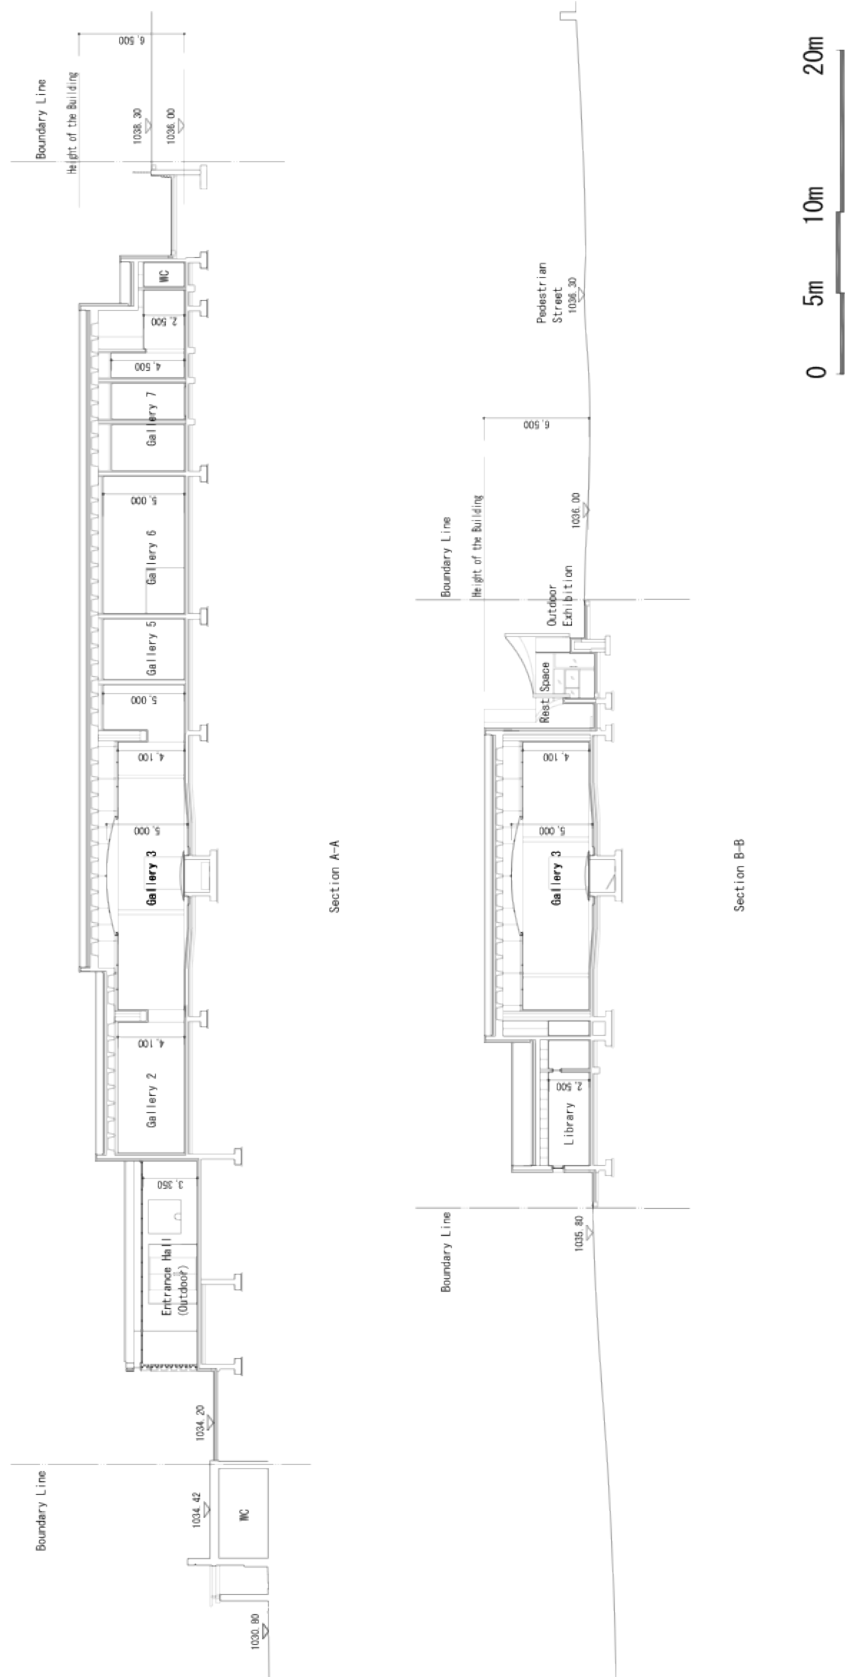 Boundary Line
1030.80
1034.42
WC
1034.20
Entrance Hall
(Outdoor)
3,350
Gallery 2
4,100
Gallery 3
5,000
4,100
5,000
Gallery 5
Gallery 6
5,000
Gallery 7
4,500
2,500
WC
Boundary Line
Height of the Building
1038.30
1036.00
6,500
Section A-A
Boundary Line
1035.80
Library
2,500
Gallery 3
5,000
4,100
Rest Space
Outdoor
Exhibition
Boundary Line
Height of the Building
1036.00
6,500
Pedestrian
Street
1036.30
Section B-B
0
5m
10m
20m